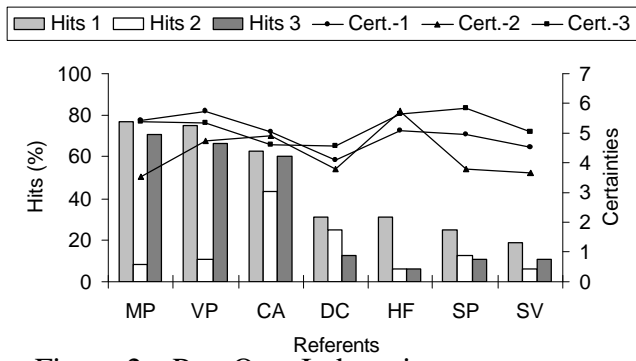 Hits 1 Hits 2 Hits 3 Cert.-1 Cert.-2 Cert.-3
100 7
80 6
60 5
40 4
20 3
0 2
1
0
Hits (%)
Certainties
MP VP CA DC HF SP SV
Referents